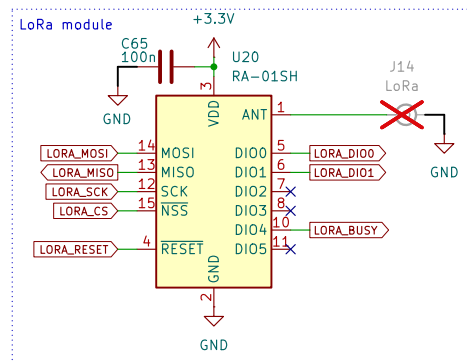 LoRa module
+3.3V
C65
100n
U20
RA-01SH
J14
LoRa
GND
3
VDD
ANT 1
GND
LORA_MOSI 14 MOSI DIO0 5 LORA_DIO0
LORA_MISO 13 MISO DIO1 6 LORA_DIO1
LORA_SCK 12 SCK DIO2 7
LORA_CS 15 NSS DIO3 8
DIO4 10 LORA_BUSY
LORA_RESET 4 RESET DIO5 11
GND
2
GND